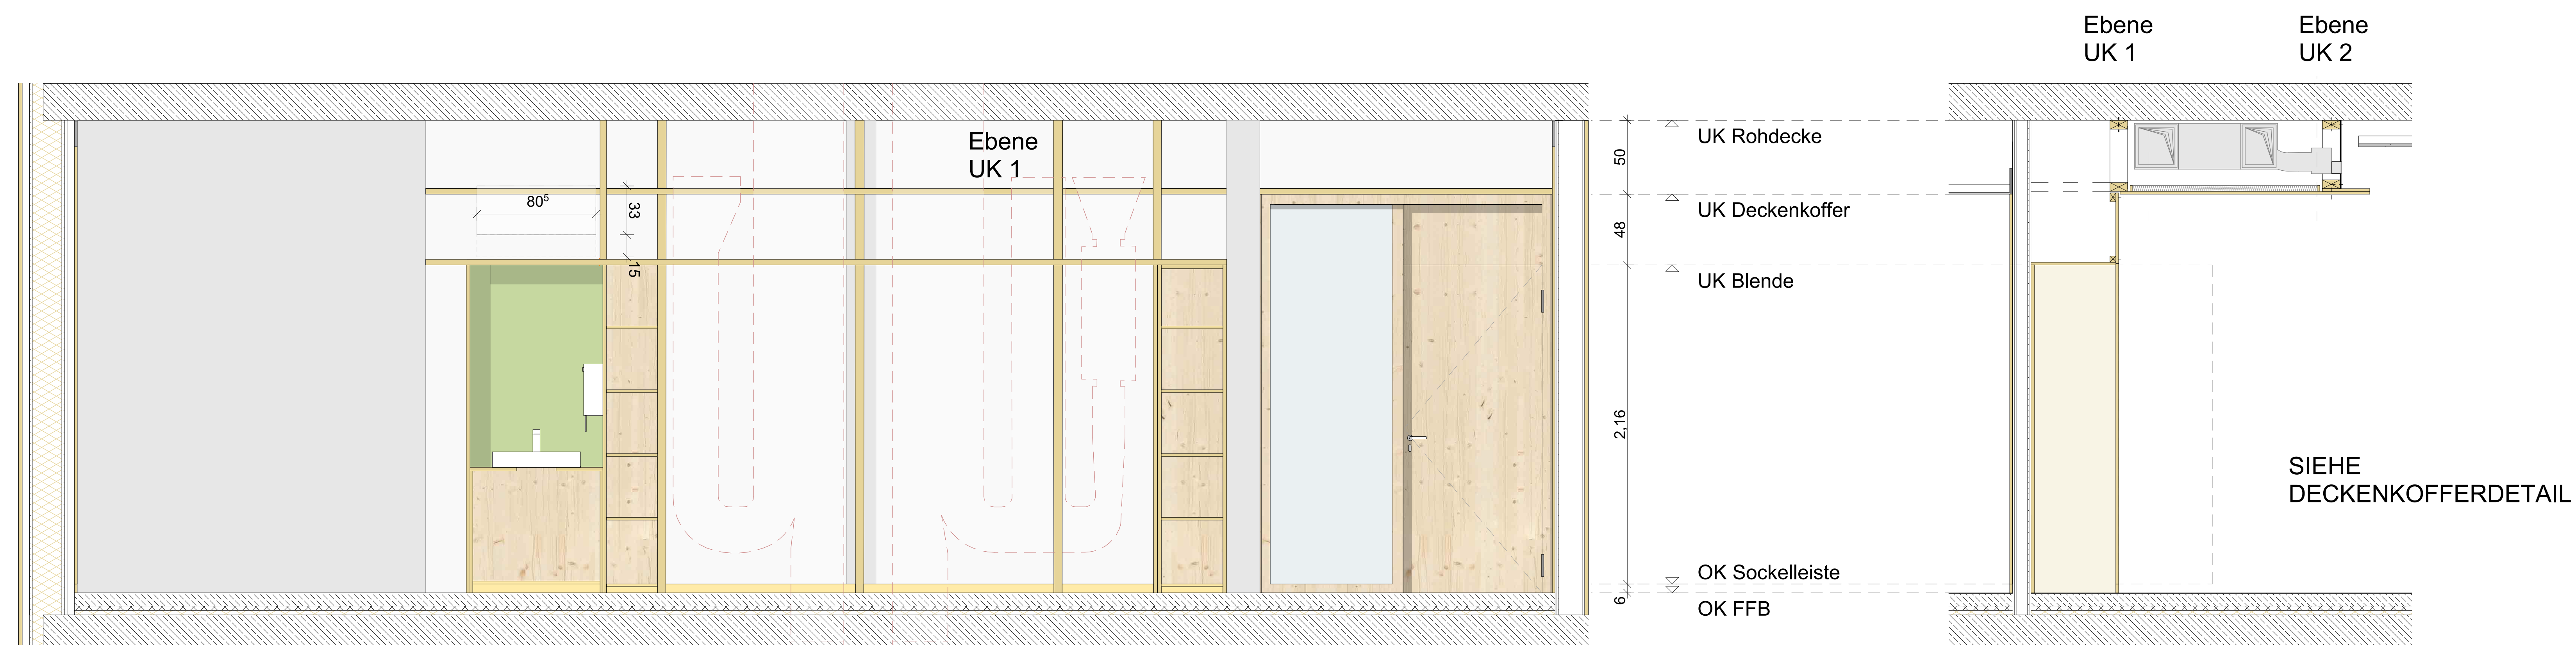 Ebene
UK 1
Ebene
UK 2
Ebene
UK 1
80⁵
33
15
50
48
2,16
6
UK Rohdecke
UK Deckenkoffer
UK Blende
OK Sockelleiste
OK FFB
SIEHE
DECKENKOFFERDETAIL